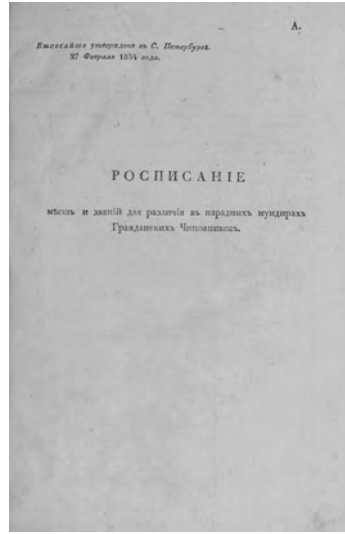 А.
Высочайше утверждено въ С. Петербургѣ.
27 Февраля 1834 года.
РОСПИСАНІЕ
мѣстъ и званій для различія въ парадныхъ мундирахъ
Гражданскихъ Чиновниковъ.